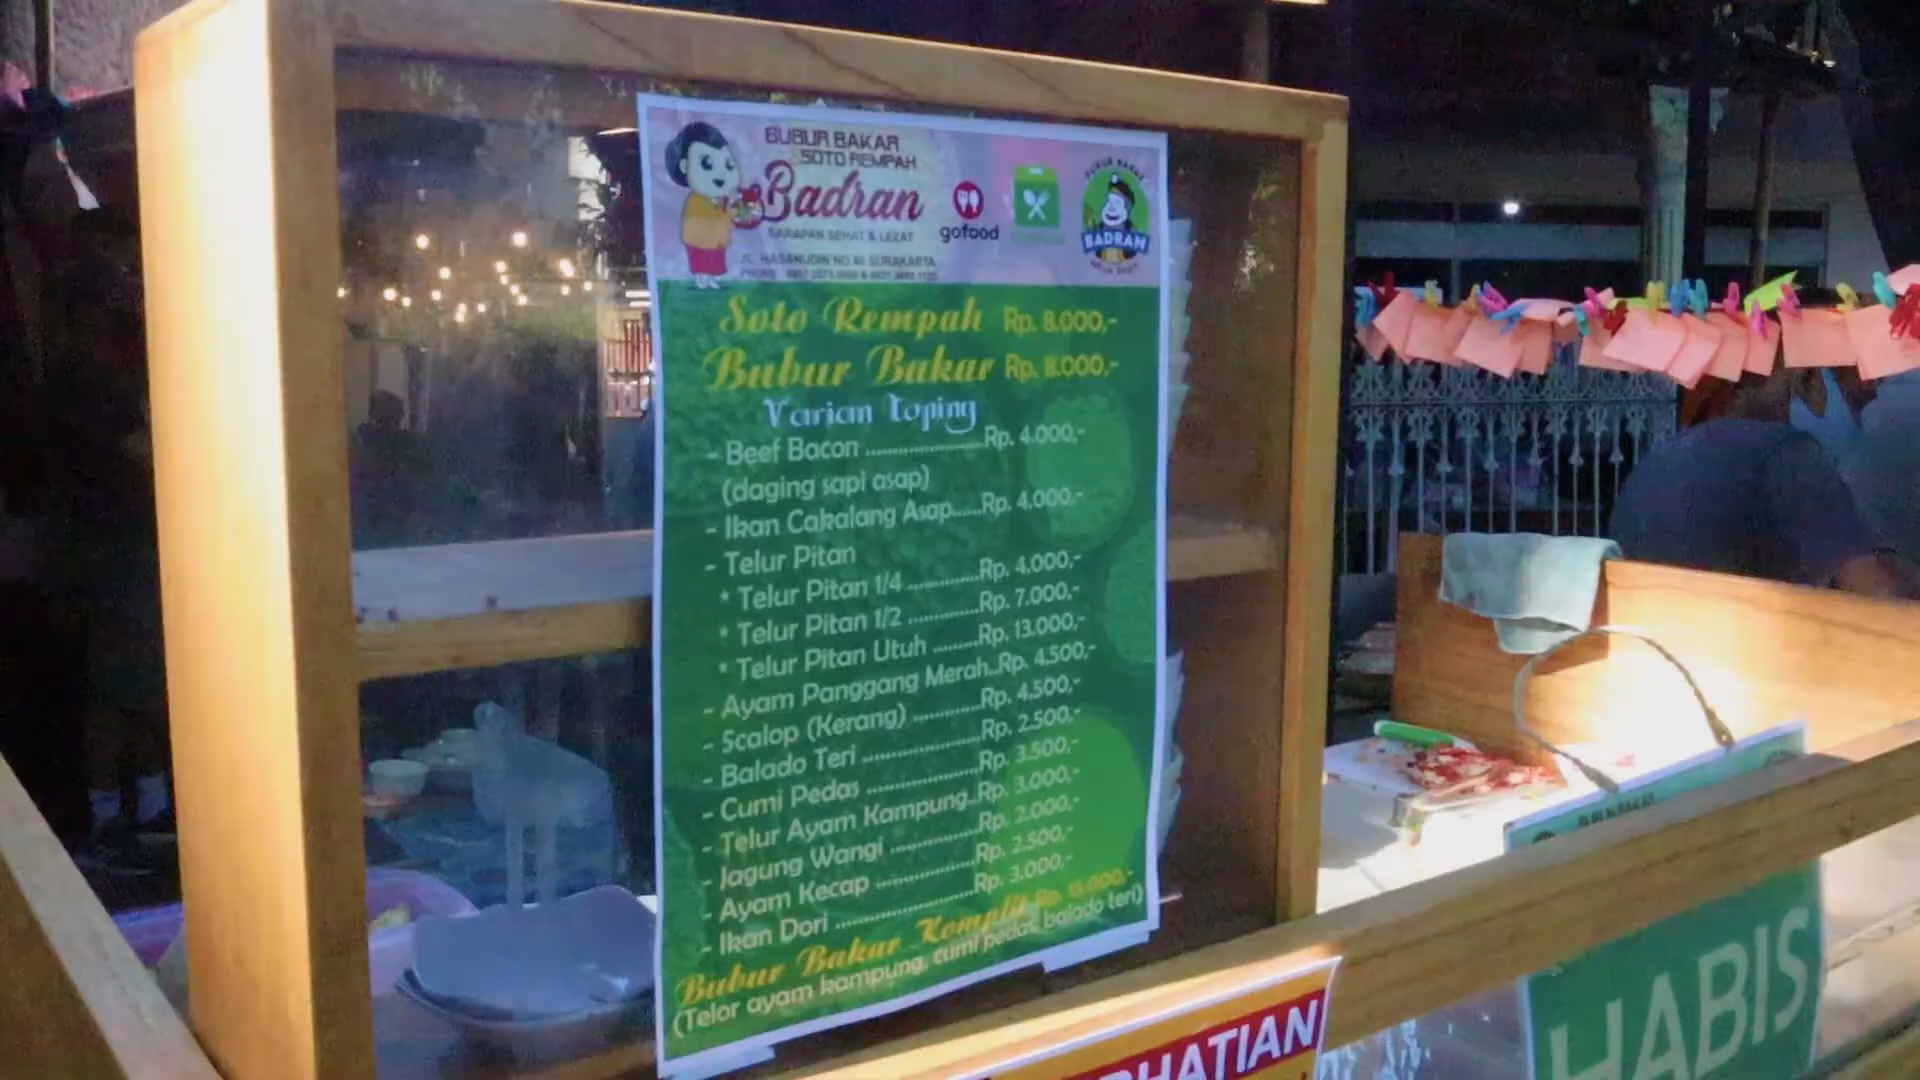 BUBUR BAKAR
SOTO REMPAH
Badran
SARAPAN SEHAT & LEZAT
JL. HASANUDIN NO SURAKARTA
gofood
BUBUR BAKAR
BADRAN
Soto Rempah Rp. 8.000,-
Bubur Bakar Rp. 8.000,-
Varian Toping
- Beef Bacon ....................Rp. 4.000,-
(daging sapi asap)
- Ikan Cakalang Asap.....Rp. 4.000,-
- Telur Pitan
* Telur Pitan 1/4 ............Rp. 4.000,-
* Telur Pitan 1/2 ............Rp. 7.000,-
* Telur Pitan Utuh ........Rp. 13.000,-
- Ayam Panggang Merah..Rp. 4.500,-
- Scalop (Kerang) ............Rp. 4.500,-
- Balado Teri ....................Rp. 2.500,-
- Cumi Pedas ...................Rp. 3.500,-
- Telur Ayam Kampung..Rp. 3.000,-
- Jagung Wangi ...............Rp. 2.000,-
- Ayam Kecap .................Rp. 2.500,-
- Ikan Dori .......................Rp. 3.000,-
Bubur Bakar Komplit Rp. 15.000,-
(Telor ayam kampung, cumi pedas, balado teri)
HATIAN
HABIS